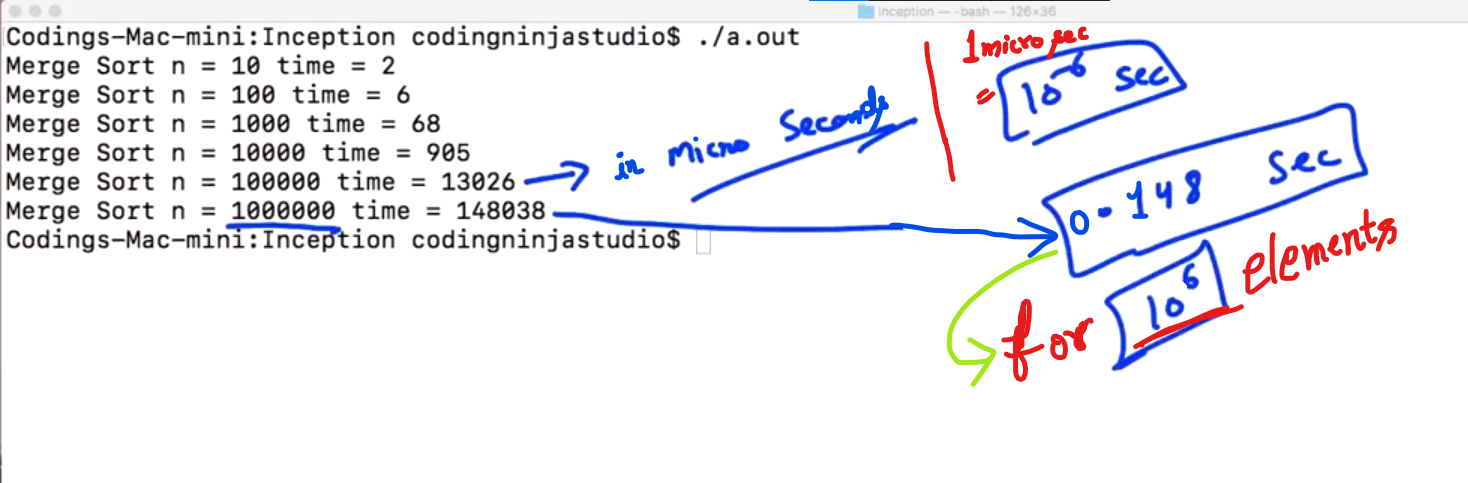 Inception — -bash — 126×36
Codings-Mac-mini:Inception codingninjastudio$ ./a.out
Merge Sort n = 10 time = 2
Merge Sort n = 100 time = 6
Merge Sort n = 1000 time = 68
Merge Sort n = 10000 time = 905
Merge Sort n = 100000 time = 13026
Merge Sort n = 1000000 time = 148038
Codings-Mac-mini:Inception codingninjastudio$
in micro seconds
1 micro sec
= 10⁻⁶ sec
0.148 sec
for 10⁶ elements